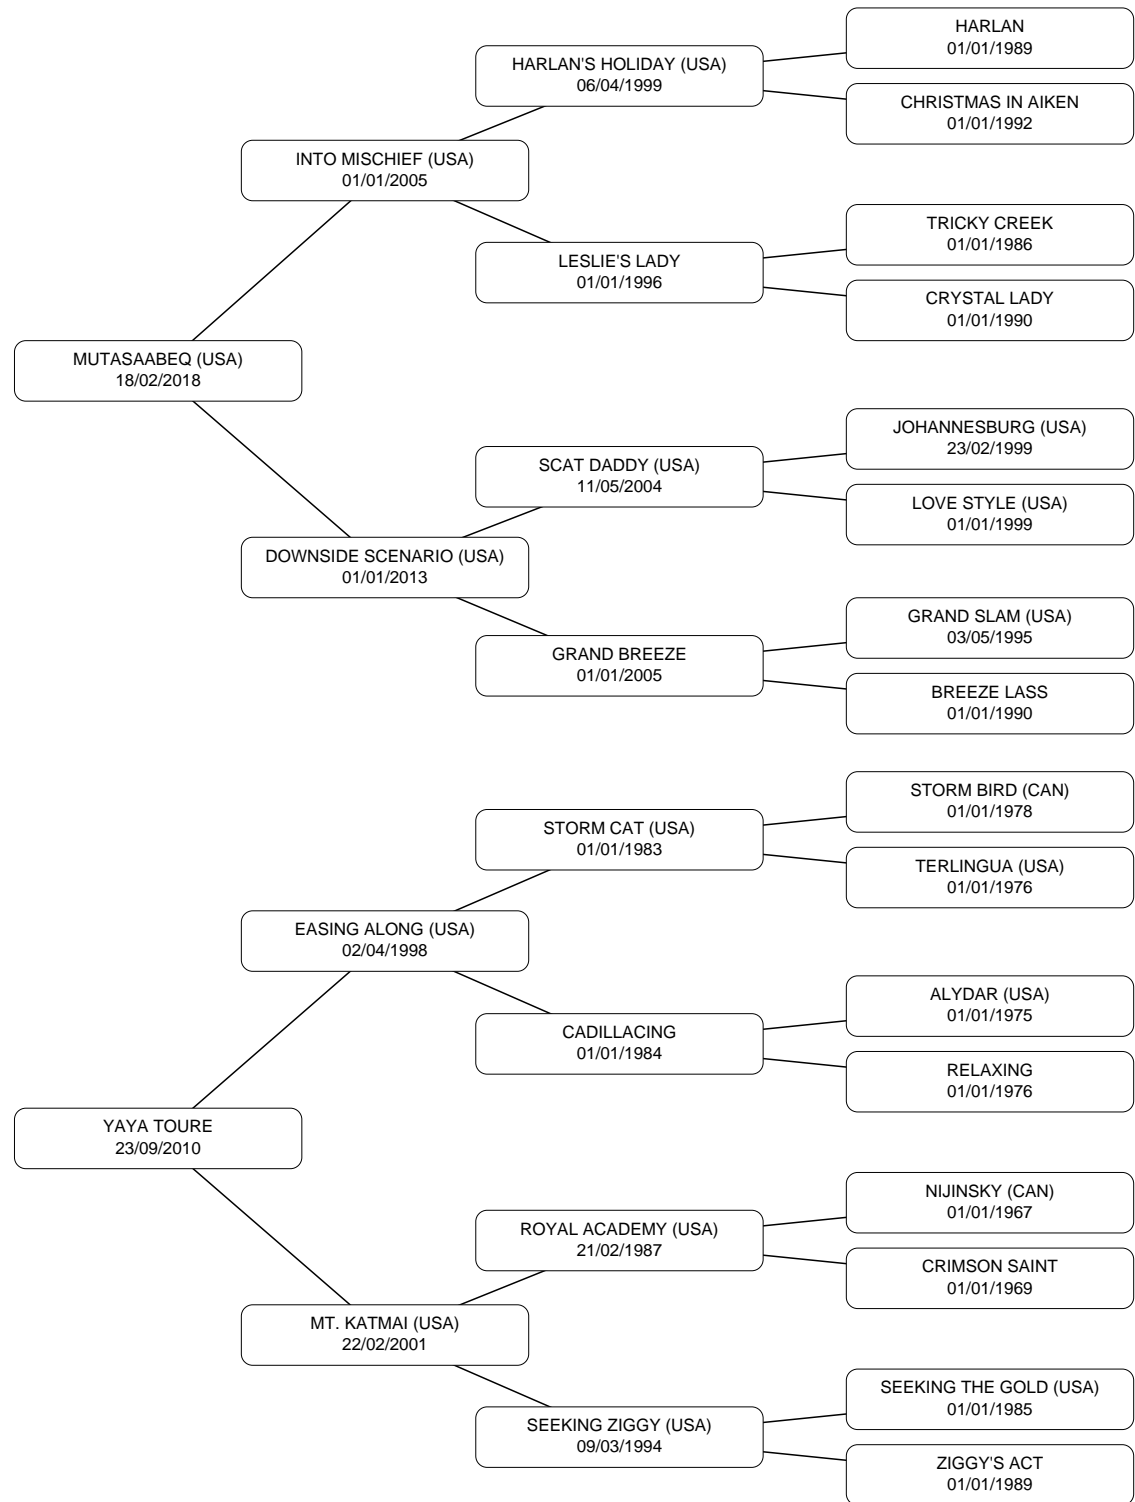 HARLAN
01/01/1989
HARLAN'S HOLIDAY (USA)
06/04/1999
CHRISTMAS IN AIKEN
01/01/1992
INTO MISCHIEF (USA)
01/01/2005
TRICKY CREEK
01/01/1986
LESLIE'S LADY
01/01/1996
CRYSTAL LADY
01/01/1990
MUTASAABEQ (USA)
18/02/2018
JOHANNESBURG (USA)
23/02/1999
SCAT DADDY (USA)
11/05/2004
LOVE STYLE (USA)
01/01/1999
DOWNSIDE SCENARIO (USA)
01/01/2013
GRAND SLAM (USA)
03/05/1995
GRAND BREEZE
01/01/2005
BREEZE LASS
01/01/1990
STORM BIRD (CAN)
01/01/1978
STORM CAT (USA)
01/01/1983
TERLINGUA (USA)
01/01/1976
EASING ALONG (USA)
02/04/1998
ALYDAR (USA)
01/01/1975
CADILLACING
01/01/1984
RELAXING
01/01/1976
YAYA TOURE
23/09/2010
NIJINSKY (CAN)
01/01/1967
ROYAL ACADEMY (USA)
21/02/1987
CRIMSON SAINT
01/01/1969
MT. KATMAI (USA)
22/02/2001
SEEKING THE GOLD (USA)
01/01/1985
SEEKING ZIGGY (USA)
09/03/1994
ZIGGY'S ACT
01/01/1989